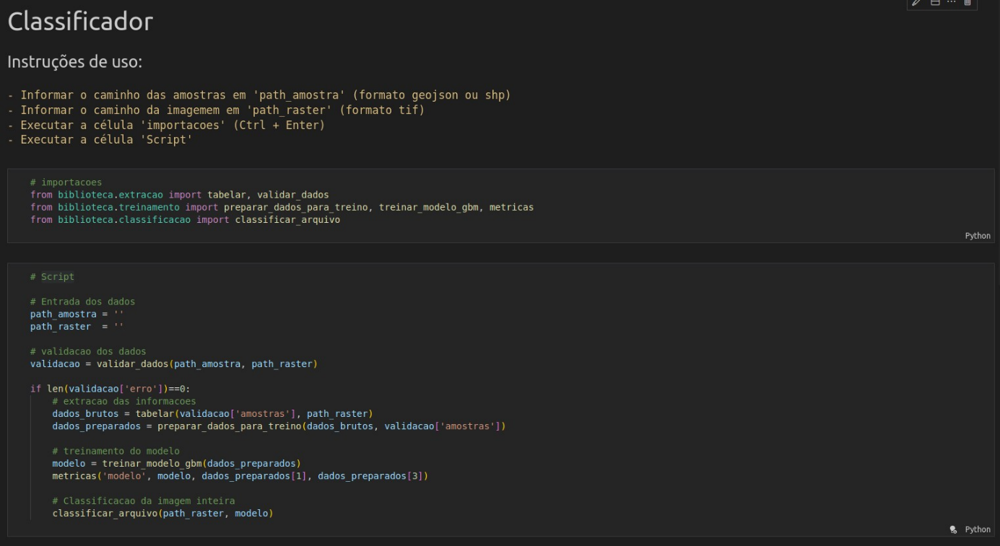 Classificador
Instruções de uso:
- Informar o caminho das amostras em 'path_amostra' (formato geojson ou shp)
- Informar o caminho da imagemem em 'path_raster' (formato tif)
- Executar a célula 'importacoes' (Ctrl + Enter)
- Executar a célula 'Script'
# importacoes
from biblioteca.extracao import tabelar, validar_dados
from biblioteca.treinamento import preparar_dados_para_treino, treinar_modelo_gbm, metricas
from biblioteca.classificacao import classificar_arquivo
Python
# Script
# Entrada dos dados
path_amostra = ''
path_raster  = ''
# validacao dos dados
validacao = validar_dados(path_amostra, path_raster)
if len(validacao['erro'])==0:
    # extracao das informacoes
    dados_brutos = tabelar(validacao['amostras'], path_raster)
    dados_preparados = preparar_dados_para_treino(dados_brutos, validacao['amostras'])
    # treinamento do modelo
    modelo = treinar_modelo_gbm(dados_preparados)
    metricas('modelo', modelo, dados_preparados[1], dados_preparados[3])
    # Classificacao da imagem inteira
    classificar_arquivo(path_raster, modelo)
Python